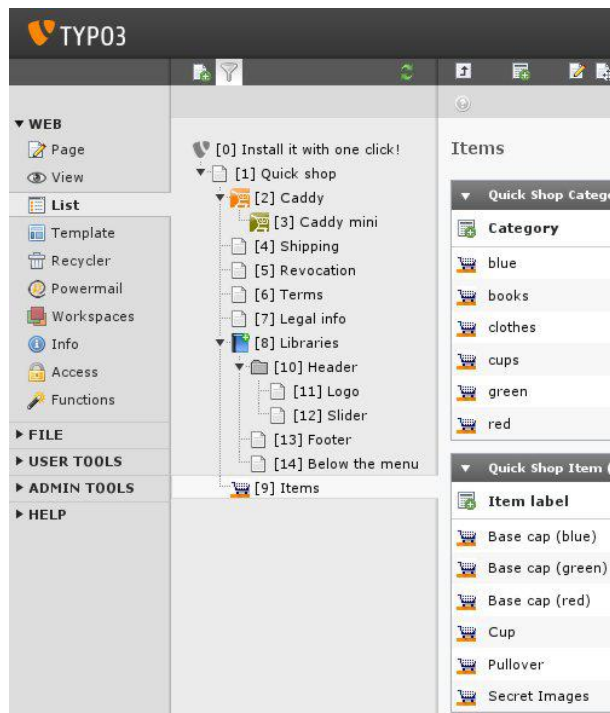 TYPO3
WEB
Page
View
List
Template
Recycler
Powermail
Workspaces
Info
Access
Functions
FILE
USER TOOLS
ADMIN TOOLS
HELP
[0] Install it with one click!
[1] Quick shop
[2] Caddy
[3] Caddy mini
[4] Shipping
[5] Revocation
[6] Terms
[7] Legal info
[8] Libraries
[10] Header
[11] Logo
[12] Slider
[13] Footer
[14] Below the menu
[9] Items
Items
Quick Shop Catego
Category
blue
books
clothes
cups
green
red
Quick Shop Item (
Item label
Base cap (blue)
Base cap (green)
Base cap (red)
Cup
Pullover
Secret Images